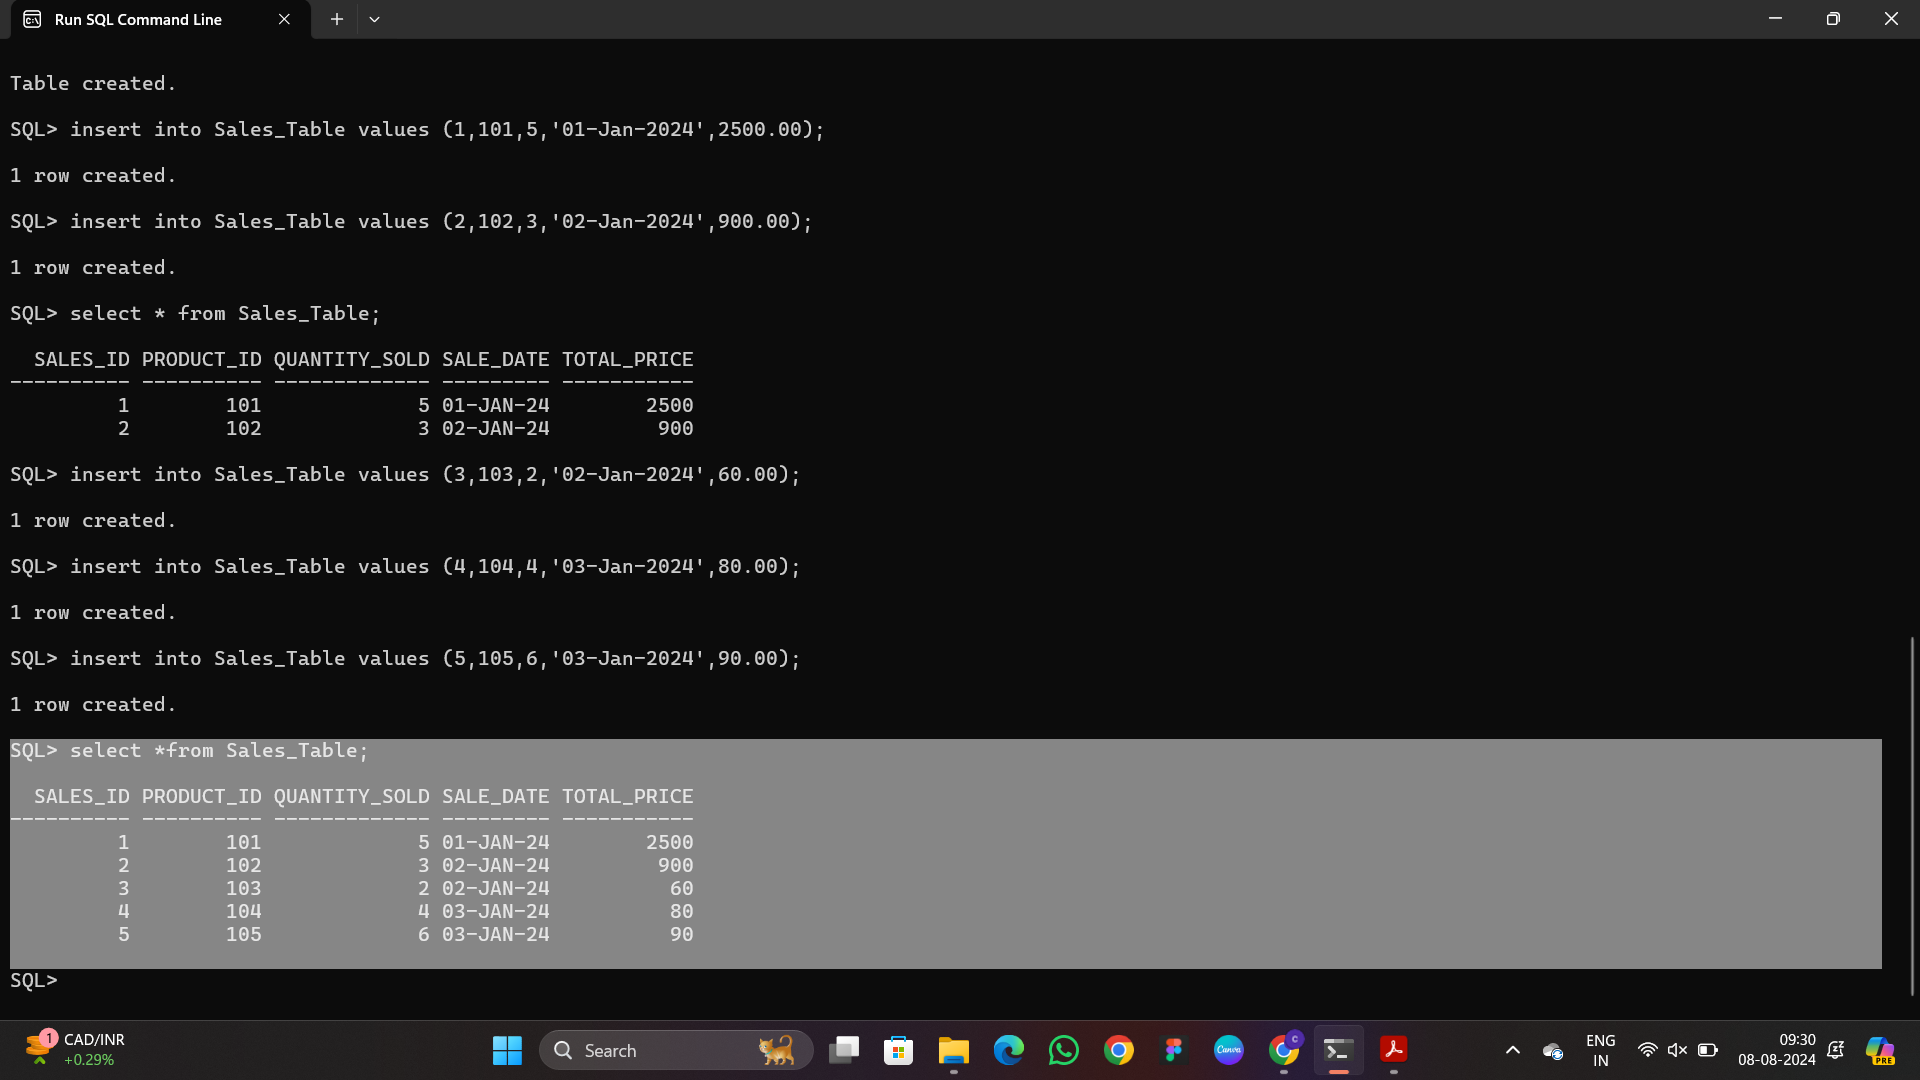 Run SQL Command Line
Table created.
SQL> insert into Sales_Table values (1,101,5,'01-Jan-2024',2500.00);
1 row created.
SQL> insert into Sales_Table values (2,102,3,'02-Jan-2024',900.00);
1 row created.
SQL> select * from Sales_Table;
  SALES_ID PRODUCT_ID QUANTITY_SOLD SALE_DATE TOTAL_PRICE
---------- ---------- ------------- --------- -----------
         1        101             5 01-JAN-24        2500
         2        102             3 02-JAN-24         900
SQL> insert into Sales_Table values (3,103,2,'02-Jan-2024',60.00);
1 row created.
SQL> insert into Sales_Table values (4,104,4,'03-Jan-2024',80.00);
1 row created.
SQL> insert into Sales_Table values (5,105,6,'03-Jan-2024',90.00);
1 row created.
SQL> select *from Sales_Table;
  SALES_ID PRODUCT_ID QUANTITY_SOLD SALE_DATE TOTAL_PRICE
---------- ---------- ------------- --------- -----------
         1        101             5 01-JAN-24        2500
         2        102             3 02-JAN-24         900
         3        103             2 02-JAN-24          60
         4        104             4 03-JAN-24          80
         5        105             6 03-JAN-24          90
SQL>
1
CAD/INR
+0.29%
Search
Canva
C
ENG
IN
09:30
08-08-2024
PRE